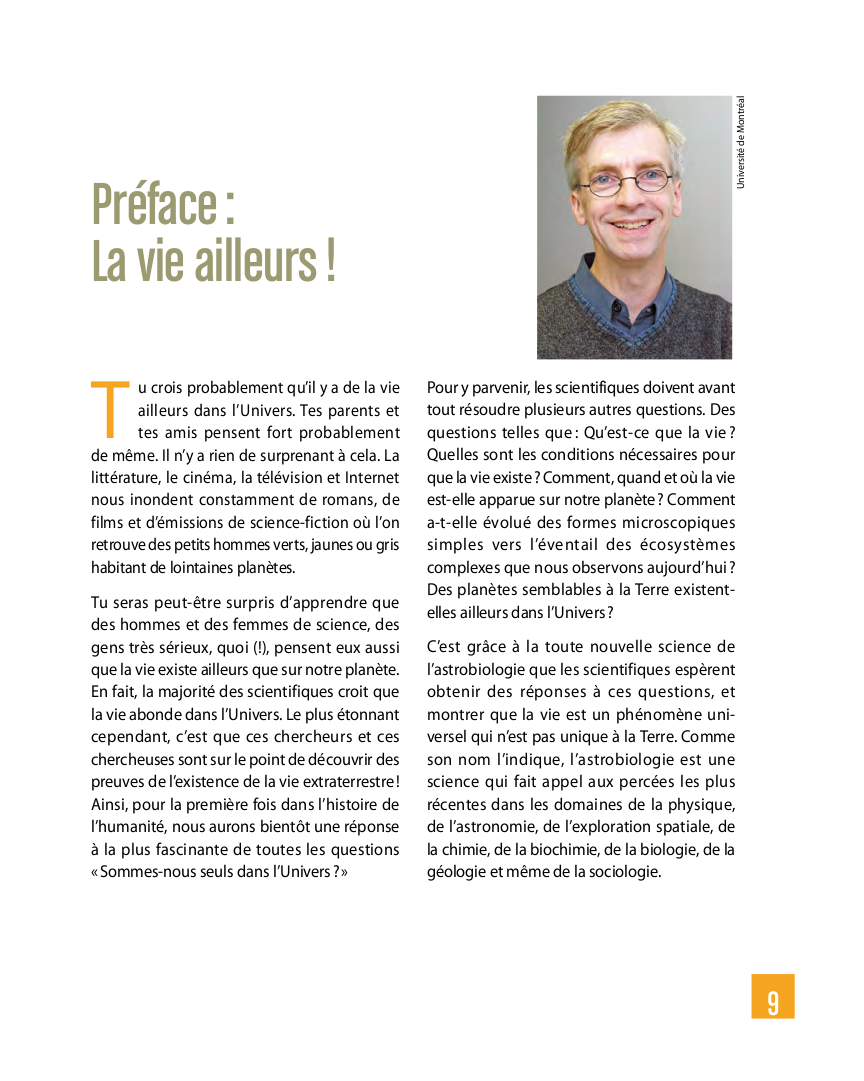 Université de Montréal
Préface :
La vie ailleurs !
Tu crois probablement qu’il y a de la vie
ailleurs dans l’Univers. Tes parents et
tes amis pensent fort probablement
de même. Il n’y a rien de surprenant à cela. La
littérature, le cinéma, la télévision et Internet
nous inondent constamment de romans, de
films et d’émissions de science-fiction où l’on
retrouve des petits hommes verts, jaunes ou gris
habitant de lointaines planètes.
Tu seras peut-être surpris d’apprendre que
des hommes et des femmes de science, des
gens très sérieux, quoi (!), pensent eux aussi
que la vie existe ailleurs que sur notre planète.
En fait, la majorité des scientifiques croit que
la vie abonde dans l’Univers. Le plus étonnant
cependant, c’est que ces chercheurs et ces
chercheuses sont sur le point de découvrir des
preuves de l’existence de la vie extraterrestre !
Ainsi, pour la première fois dans l’histoire de
l’humanité, nous aurons bientôt une réponse
à la plus fascinante de toutes les questions
« Sommes-nous seuls dans l’Univers ? »
Pour y parvenir, les scientifiques doivent avant
tout résoudre plusieurs autres questions. Des
questions telles que : Qu’est-ce que la vie ?
Quelles sont les conditions nécessaires pour
que la vie existe ? Comment, quand et où la vie
est-elle apparue sur notre planète ? Comment
a-t-elle évolué des formes microscopiques
simples vers l’éventail des écosystèmes
complexes que nous observons aujourd’hui ?
Des planètes semblables à la Terre existent-
elles ailleurs dans l’Univers ?
C’est grâce à la toute nouvelle science de
l’astrobiologie que les scientifiques espèrent
obtenir des réponses à ces questions, et
montrer que la vie est un phénomène uni-
versel qui n’est pas unique à la Terre. Comme
son nom l’indique, l’astrobiologie est une
science qui fait appel aux percées les plus
récentes dans les domaines de la physique,
de l’astronomie, de l’exploration spatiale, de
la chimie, de la biochimie, de la biologie, de la
géologie et même de la sociologie.
9